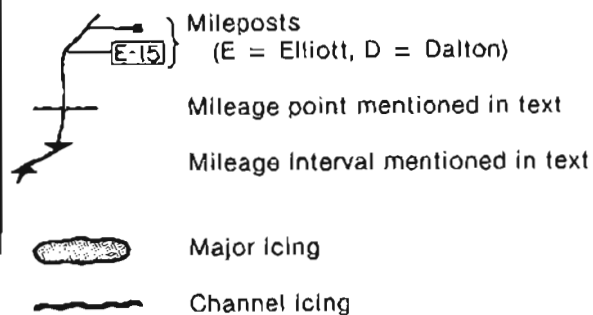 Mileposts
E-15
(E = Elliott, D = Dalton)
Mileage point mentioned in text
Mileage interval mentioned in text
Major icing
Channel icing